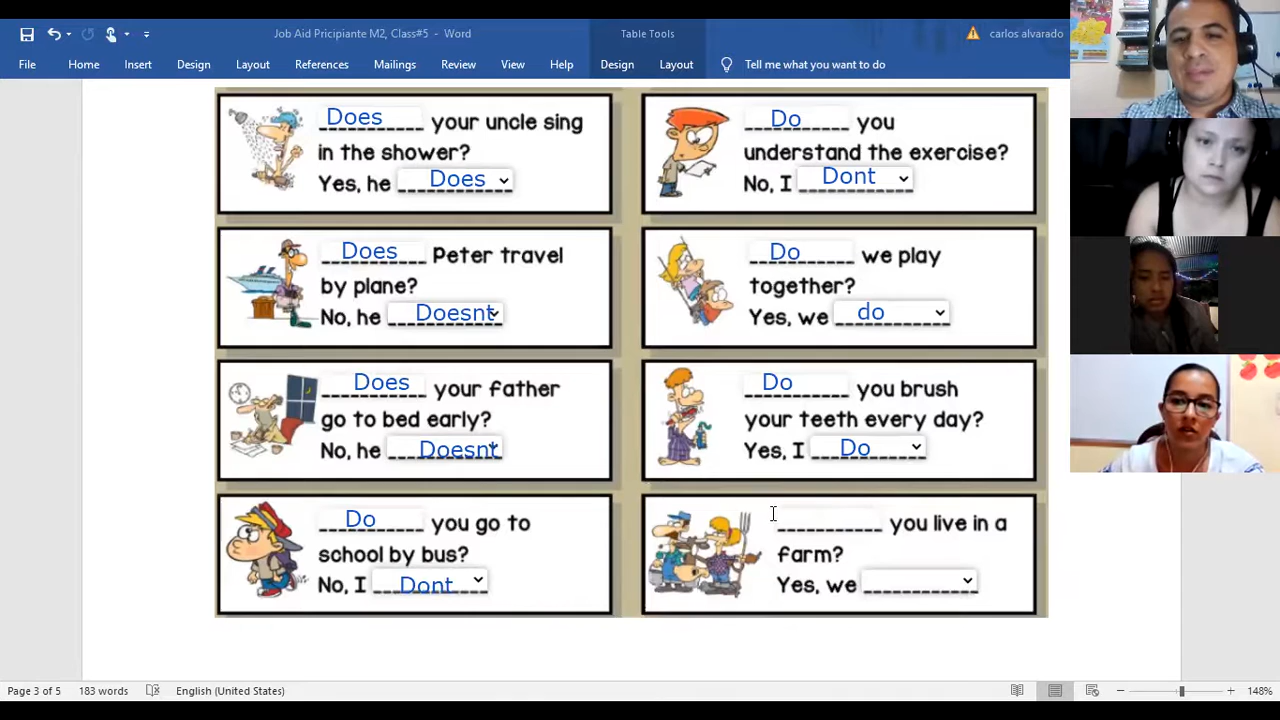 Job Aid Pricipiante M2, Class#5 - Word
Table Tools
carlos alvarado
File Home Insert Design Layout References Mailings Review View Help Design Layout Tell me what you want to do
Does your uncle sing
in the shower?
Yes, he Does
Do you
understand the exercise?
No, I Dont
Does Peter travel
by plane?
No, he Doesnt
Do we play
together?
Yes, we do
Does your father
go to bed early?
No, he Doesnt
Do you brush
your teeth every day?
Yes, I Do
Do you go to
school by bus?
No, I Dont
___________ you live in a
farm?
Yes, we ____________
Page 3 of 5 183 words English (United States) 148%